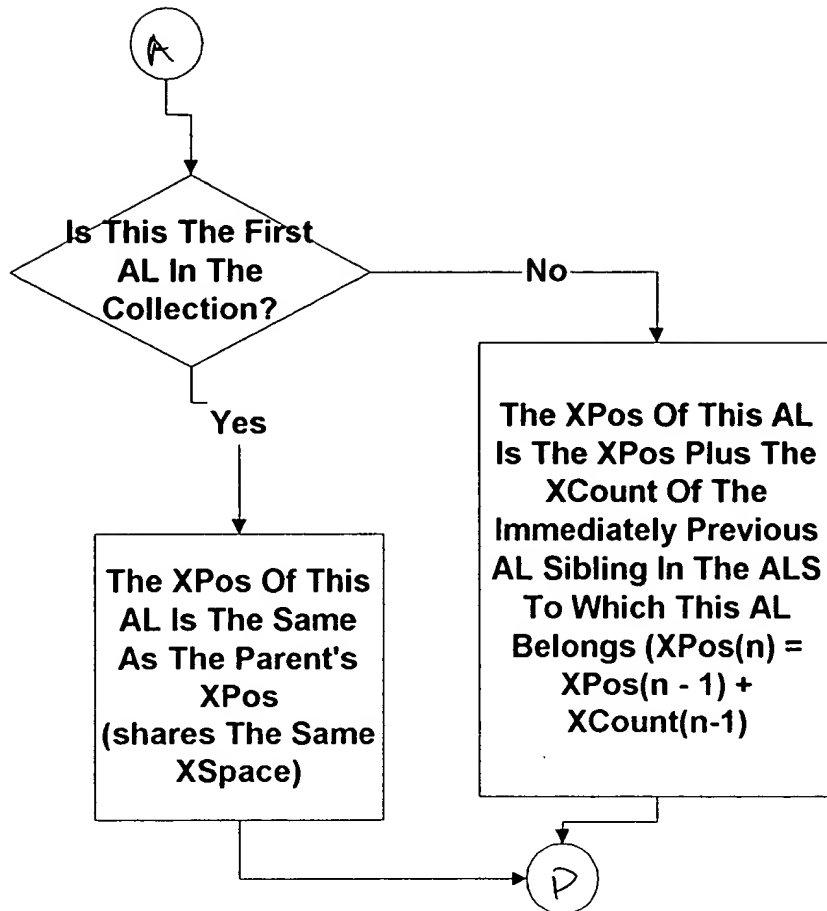 A
Is This The First
AL In The
Collection?
No
Yes
The XPos Of This AL
Is The XPos Plus The
XCount Of The
Immediately Previous
AL Sibling In The ALS
To Which This AL
Belongs (XPos(n) =
XPos(n - 1) +
XCount(n-1)
The XPos Of This
AL Is The Same
As The Parent's
XPos
(shares The Same
XSpace)
D